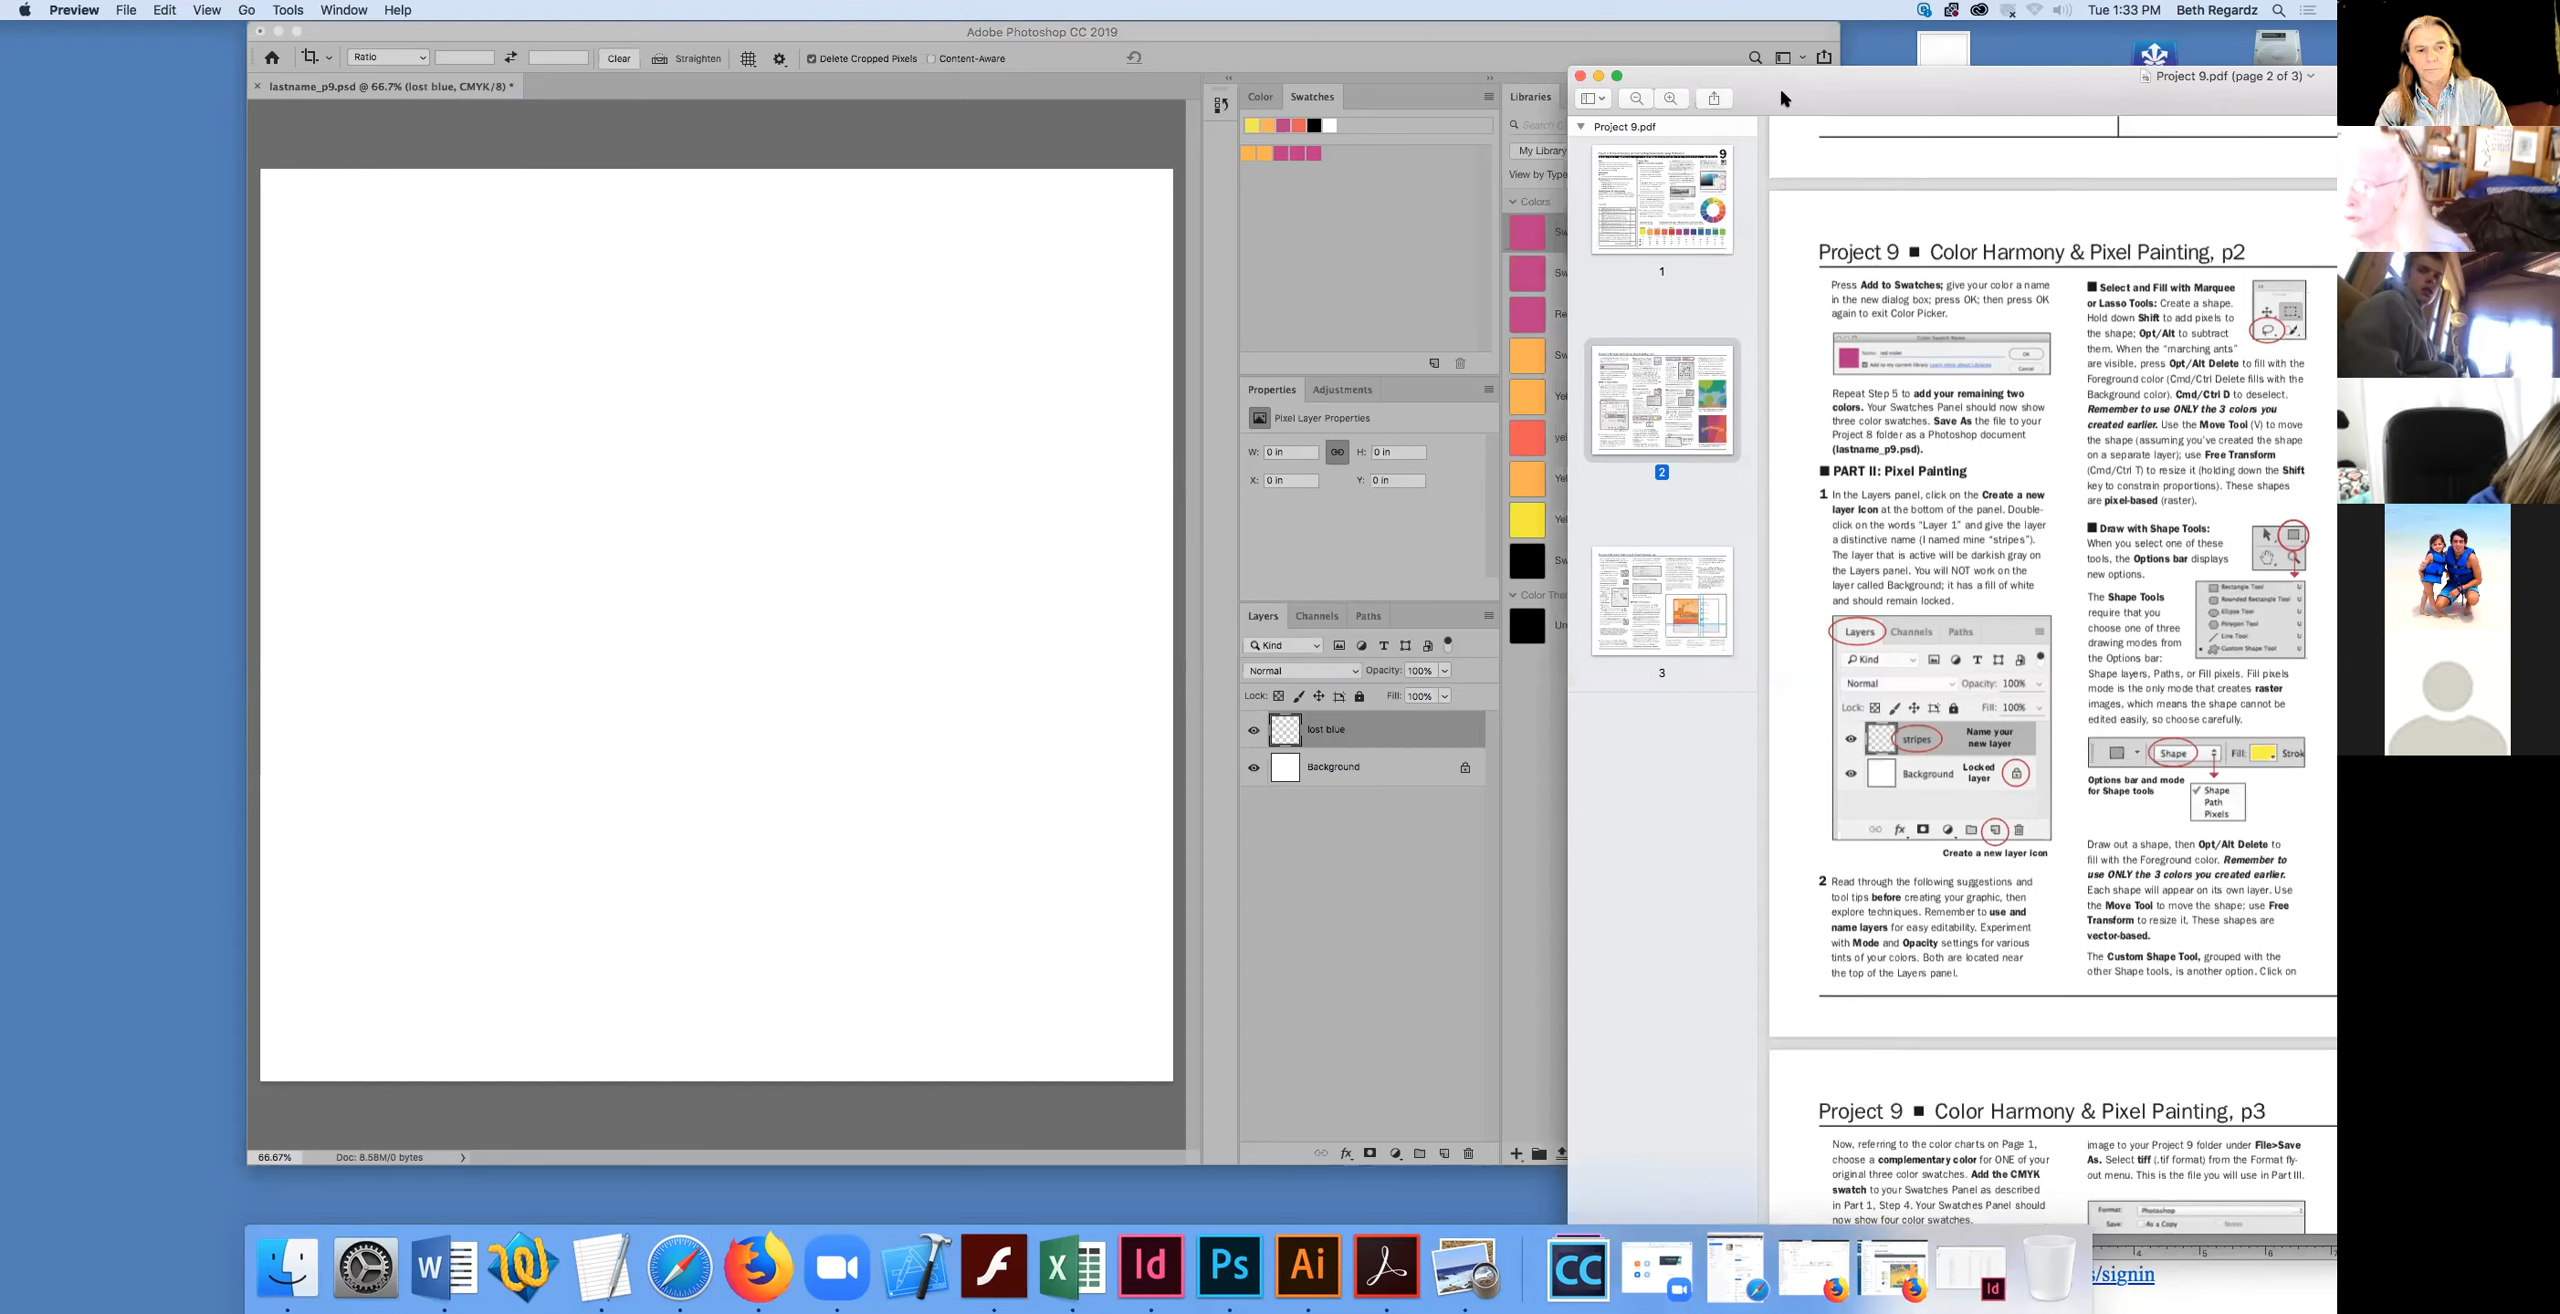 Preview File Edit View Go Tools Window Help
Tue 1:33 PM Beth Regardz
Adobe Photoshop CC 2019
Ratio
Clear
Straighten
Delete Cropped Pixels
Content-Aware
lastname_p9.psd @ 66.7% (lost blue, CMYK/8) *
Color Swatches
Libraries
My Library
View by Type
Colors
Properties Adjustments
Pixel Layer Properties
W: 0 in H: 0 in
X: 0 in Y: 0 in
Layers Channels Paths
Kind
Normal Opacity: 100%
Lock: Fill: 100%
lost blue
Background
66.67% Doc: 8.58M/0 bytes
Project 9.pdf (page 2 of 3)
Project 9.pdf
1
2
3
Project 9 ■ Color Harmony & Pixel Painting, p2
Press Add to Swatches; give your color a name
in the new dialog box; press OK; then press OK
again to exit Color Picker.
Repeat Step 5 to add your remaining two
colors. Your Swatches Panel should now show
three color swatches. Save As the file to your
Project 8 folder as a Photoshop document
(lastname_p9.psd).
■ PART II: Pixel Painting
1 In the Layers panel, click on the Create a new
layer icon at the bottom of the panel. Double-
click on the words “Layer 1” and give the layer
a distinctive name (I named mine “stripes”).
The layer that is active will be darkish gray on
the Layers panel. You will NOT work on the
layer called Background; it has a fill of white
and should remain locked.
Layers Channels Paths
Kind
Normal Opacity: 100%
Lock: Fill: 100%
stripes Name your
new layer
Background Locked
layer
Create a new layer icon
2 Read through the following suggestions and
tool tips before creating your graphic, then
explore techniques. Remember to use and
name layers for easy editability. Experiment
with Mode and Opacity settings for various
tints of your colors. Both are located near
the top of the Layers panel.
■ Select and Fill with Marquee
or Lasso Tools: Create a shape.
Hold down Shift to add pixels to
the shape; Opt/Alt to subtract
them. When the “marching ants”
are visible, press Opt/Alt Delete to fill with the
Foreground color (Cmd/Ctrl Delete fills with the
Background color). Cmd/Ctrl D to deselect.
Remember to use ONLY the 3 colors you
created earlier. Use the Move Tool (V) to move
the shape (assuming you've created the shape
on a separate layer); use Free Transform
(Cmd/Ctrl T) to resize it (holding down the Shift
key to constrain proportions). These shapes
are pixel-based (raster).
■ Draw with Shape Tools:
When you select one of these
tools, the Options bar displays
new options.
The Shape Tools
require that you
choose one of three
drawing modes from
the Options bar:
Shape layers, Paths, or Fill pixels. Fill pixels
mode is the only mode that creates raster
images, which means the shape cannot be
edited easily, so choose carefully.
Rectangle Tool U
Rounded Rectangle Tool U
Ellipse Tool U
Polygon Tool U
Line Tool U
Custom Shape Tool U
Shape Fill: Strok
Options bar and mode
for Shape tools
Shape
Path
Pixels
Draw out a shape, then Opt/Alt Delete to
fill with the Foreground color. Remember to
use ONLY the 3 colors you created earlier.
Each shape will appear on its own layer. Use
the Move Tool to move the shape; use Free
Transform to resize it. These shapes are
vector-based.
The Custom Shape Tool, grouped with the
other Shape tools, is another option. Click on
Project 9 ■ Color Harmony & Pixel Painting, p3
Now, referring to the color charts on Page 1,
choose a complementary color for ONE of your
original three color swatches. Add the CMYK
swatch to your Swatches Panel as described
in Part 1, Step 4. Your Swatches Panel should
now show four color swatches.
image to your Project 9 folder under File>Save
As. Select tiff (.tif format) from the Format fly-
out menu. This is the file you will use in Part III.
Format: Photoshop
Save: As a Copy Notes
s/signin